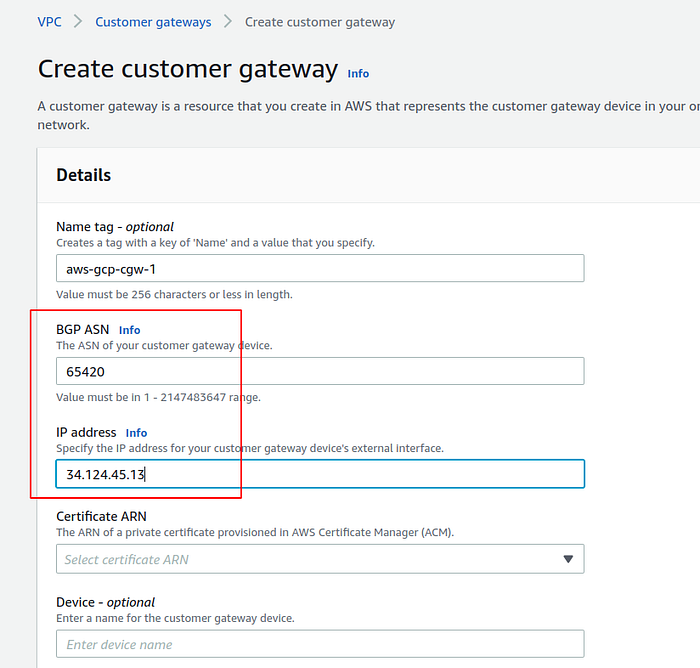 VPC > Customer gateways > Create customer gateway
Create customer gateway Info
A customer gateway is a resource that you create in AWS that represents the customer gateway device in your
network.
Details
Name tag - optional
Creates a tag with a key of 'Name' and a value that you specify.
aws-gcp-cgw-1
Value must be 256 characters or less in length.
BGP ASN Info
The ASN of your customer gateway device.
65420
Value must be in 1 - 2147483647 range.
IP address Info
Specify the IP address for your customer gateway device's external interface.
34.124.45.13
Certificate ARN
The ARN of a private certificate provisioned in AWS Certificate Manager (ACM).
Select certificate ARN
Device - optional
Enter a name for the customer gateway device.
Enter device name